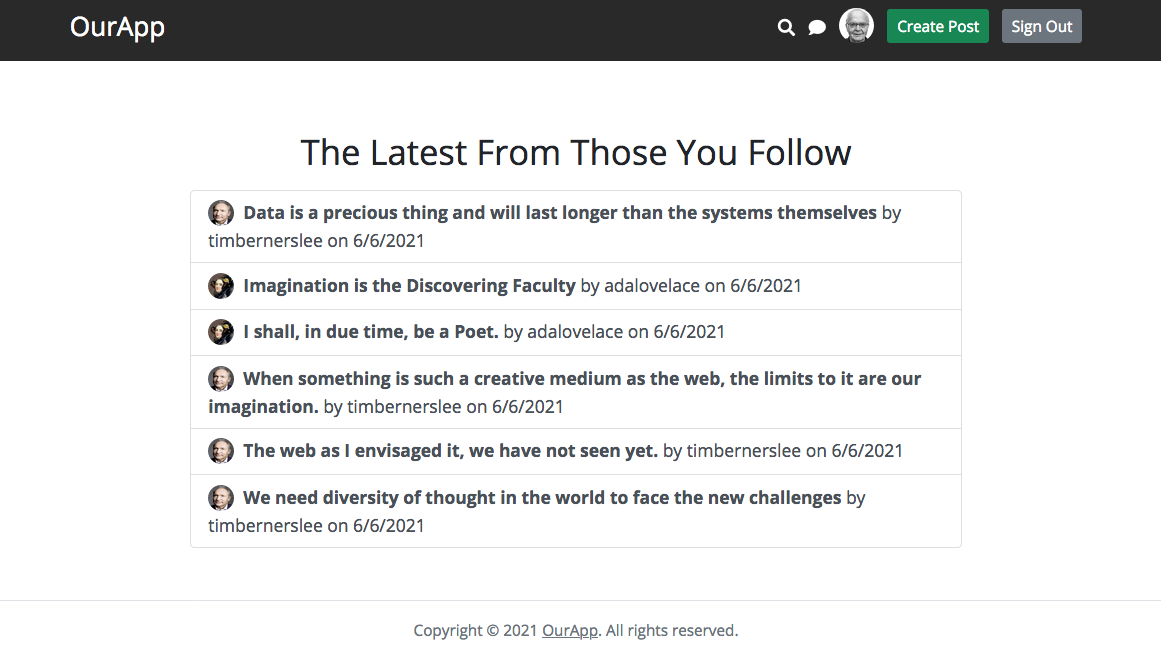 OurApp
Create Post
Sign Out
The Latest From Those You Follow
Data is a precious thing and will last longer than the systems themselves by
timbernerslee on 6/6/2021
Imagination is the Discovering Faculty by adalovelace on 6/6/2021
I shall, in due time, be a Poet. by adalovelace on 6/6/2021
When something is such a creative medium as the web, the limits to it are our
imagination. by timbernerslee on 6/6/2021
The web as I envisaged it, we have not seen yet. by timbernerslee on 6/6/2021
We need diversity of thought in the world to face the new challenges by
timbernerslee on 6/6/2021
Copyright © 2021 OurApp. All rights reserved.